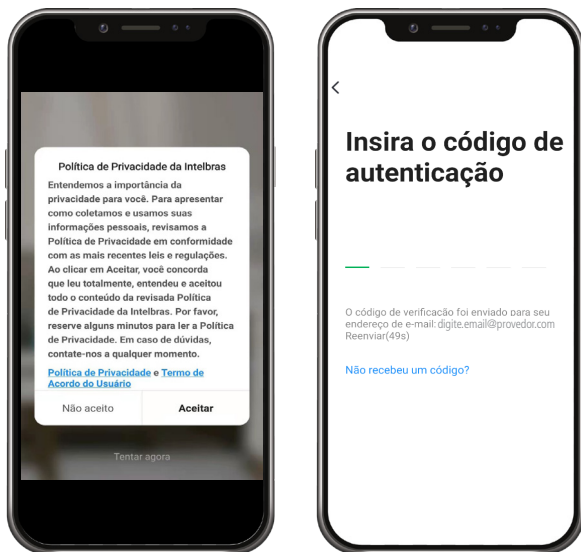 Política de Privacidade da Intelbras
Entendemos a importância da
privacidade para você. Para apresentar
como coletamos e usamos suas
informações pessoais, revisamos a
Política de Privacidade em conformidade
com as mais recentes leis e regulações.
Ao clicar em Aceitar, você concorda
que leu totalmente, entendeu e aceitou
todo o conteúdo da revisada Política
de Privacidade da Intelbras. Por favor,
reserve alguns minutos para ler a Política
de Privacidade. Em caso de dúvidas,
contate-nos a qualquer momento.
Política de Privacidade e Termo de
Acordo do Usuário
Não aceito Aceitar
Tentar agora
Insira o código de
autenticação
O código de verificação foi enviado para seu
endereço de e-mail: digite.email@provedor.com
Reenviar(49s)
Não recebeu um código?